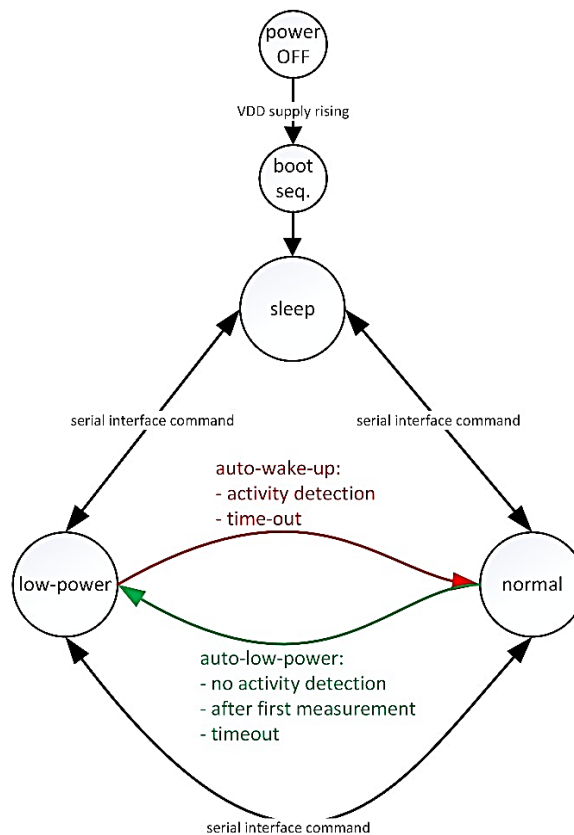 power
OFF
VDD supply rising
boot
seq.
sleep
serial interface command
serial interface command
auto-wake-up:
- activity detection
- time-out
low-power
normal
auto-low-power:
- no activity detection
- after first measurement
- timeout
serial interface command